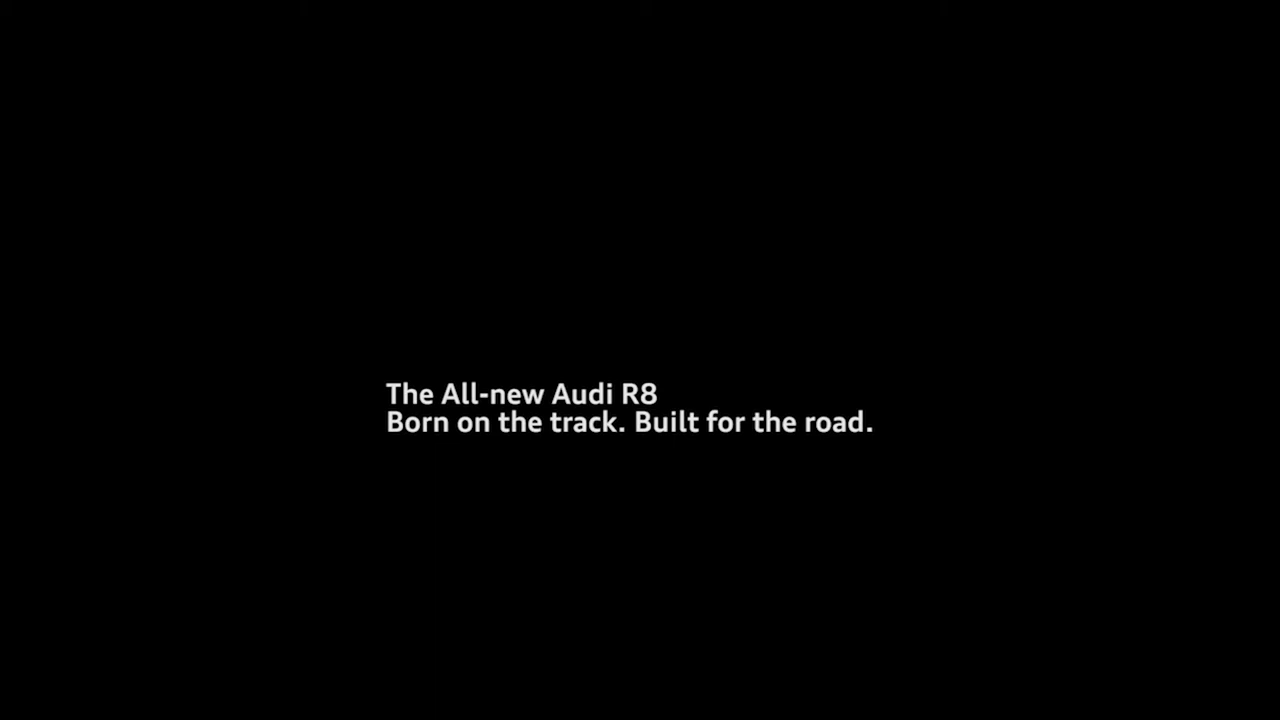 The All-new Audi R8
Born on the track. Built for the road.